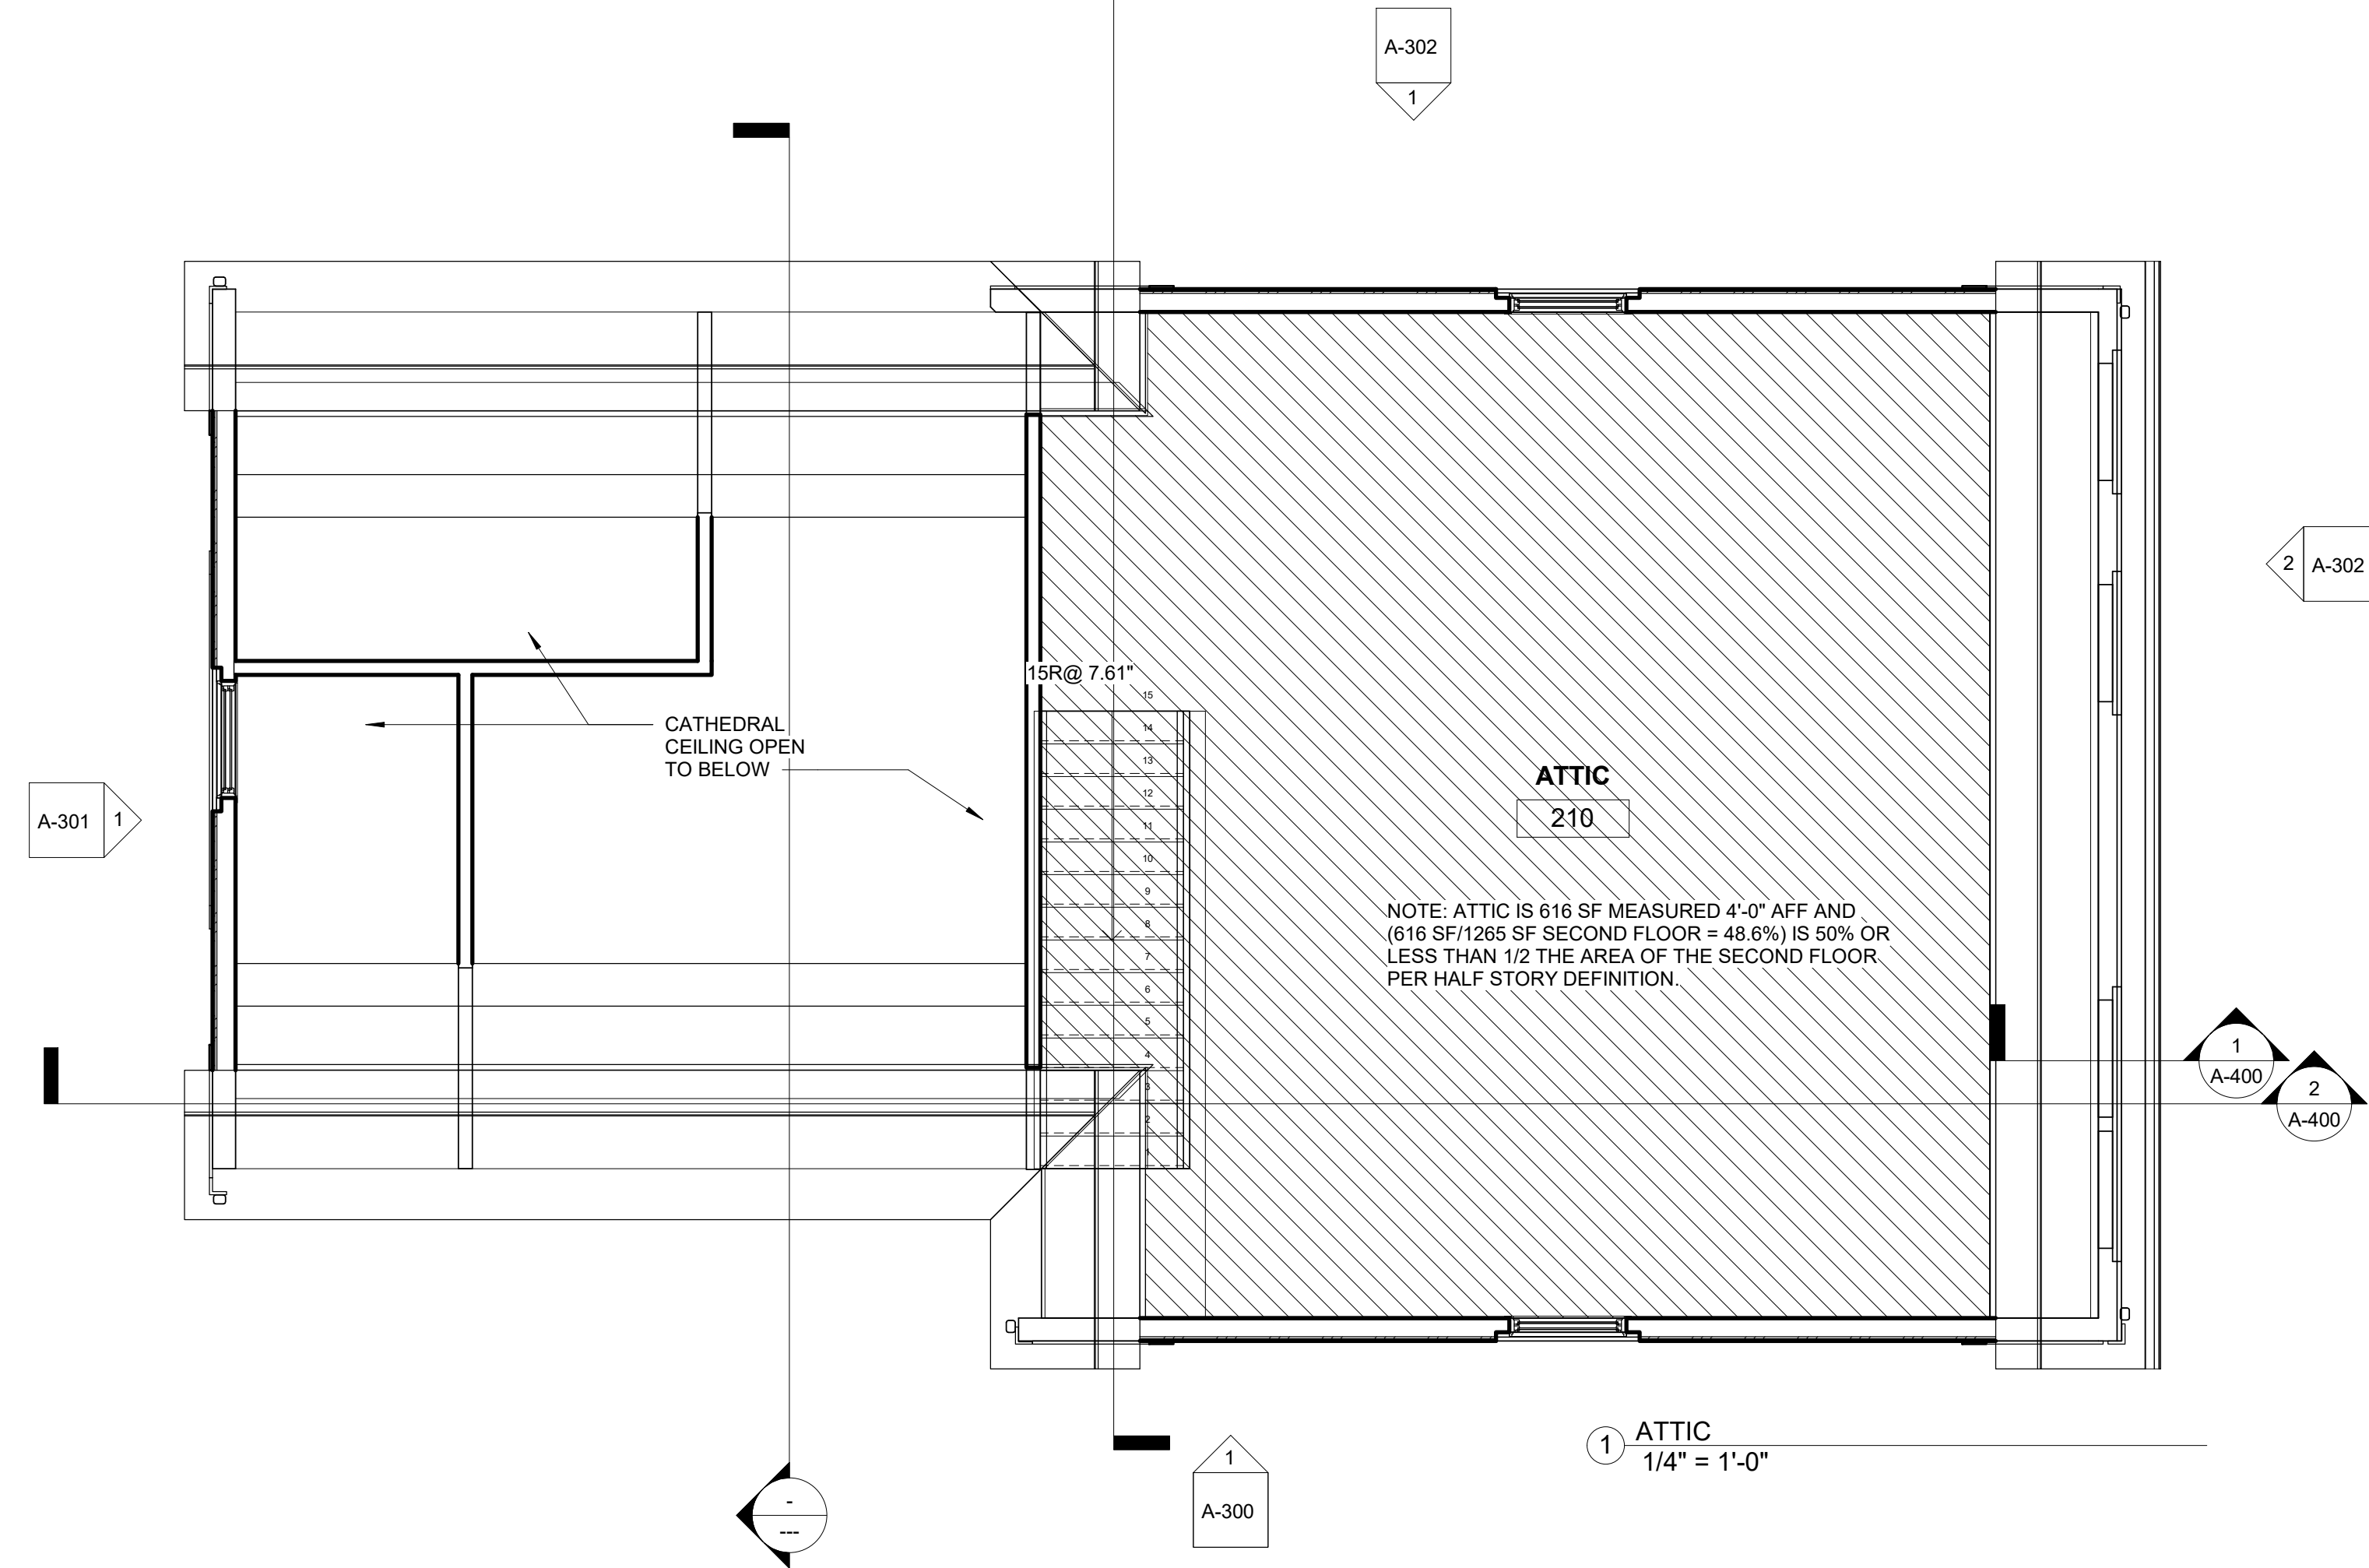 A-302
1
2
A-302
15R@ 7.61"
15
14
13
12
11
10
9
8
7
6
5
4
3
2
1
CATHEDRAL
CEILING OPEN
TO BELOW
ATTIC
210
A-301
1
NOTE: ATTIC IS 616 SF MEASURED 4'-0" AFF AND
(616 SF/1265 SF SECOND FLOOR = 48.6%) IS 50% OR
LESS THAN 1/2 THE AREA OF THE SECOND FLOOR
PER HALF STORY DEFINITION.
1
A-400
2
A-400
1 ATTIC
1/4" = 1'-0"
1
A-300
-
---